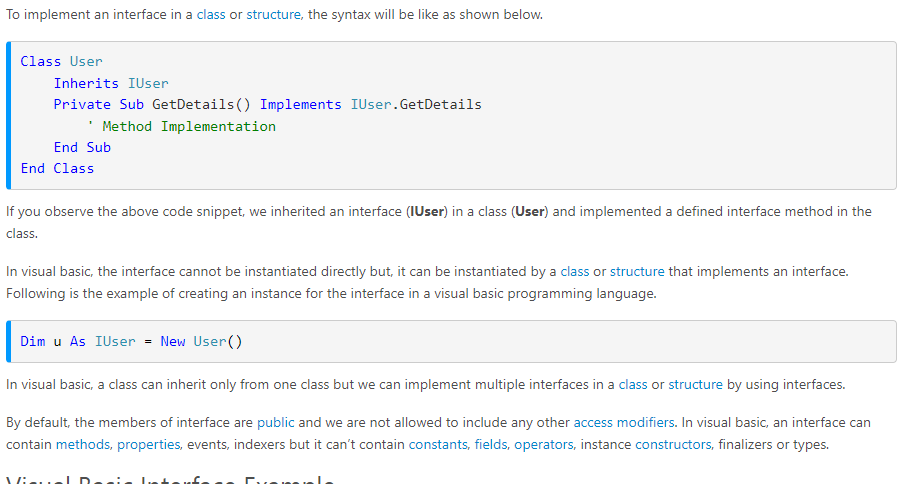 To implement an interface in a class or structure, the syntax will be like as shown below.
Class User
    Inherits IUser
    Private Sub GetDetails() Implements IUser.GetDetails
        ' Method Implementation
    End Sub
End Class
If you observe the above code snippet, we inherited an interface (IUser) in a class (User) and implemented a defined interface method in the
class.
In visual basic, the interface cannot be instantiated directly but, it can be instantiated by a class or structure that implements an interface.
Following is the example of creating an instance for the interface in a visual basic programming language.
Dim u As IUser = New User()
In visual basic, a class can inherit only from one class but we can implement multiple interfaces in a class or structure by using interfaces.
By default, the members of interface are public and we are not allowed to include any other access modifiers. In visual basic, an interface can
contain methods, properties, events, indexers but it can't contain constants, fields, operators, instance constructors, finalizers or types.
Visual Basic Interface Example